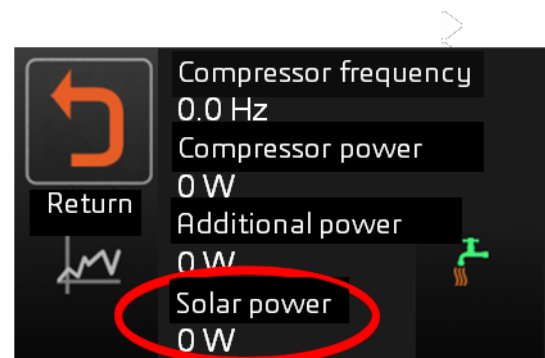 Compressor frequency
0.0 Hz
Compressor power
0 W
Return
Additional power
0 W
Solar power
0 W